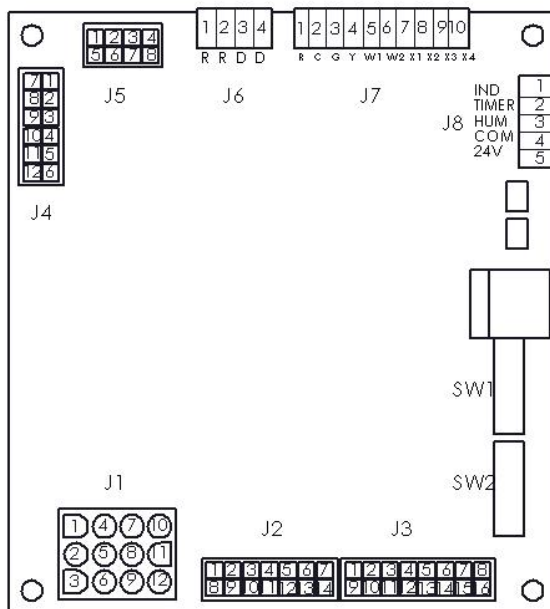 1 2 3 4
5 6 7 8
J5
1 2 3 4
R R D D
J6
1 2 3 4 5 6 7 8 9 10
R C G Y W1 W2 X1 X2 X3 X4
J7
IND 1
TIMER 2
HUM 3
COM 4
24V 5
J8
7 1
8 2
9 3
10 4
11 5
12 6
J4
SW1
SW2
J1
1 4 7 10
2 5 8 11
3 6 9 12
J2
1 2 3 4 5 6 7
8 9 10 11 12 13 14
J3
1 2 3 4 5 6 7 8
9 10 11 12 13 14 15 16